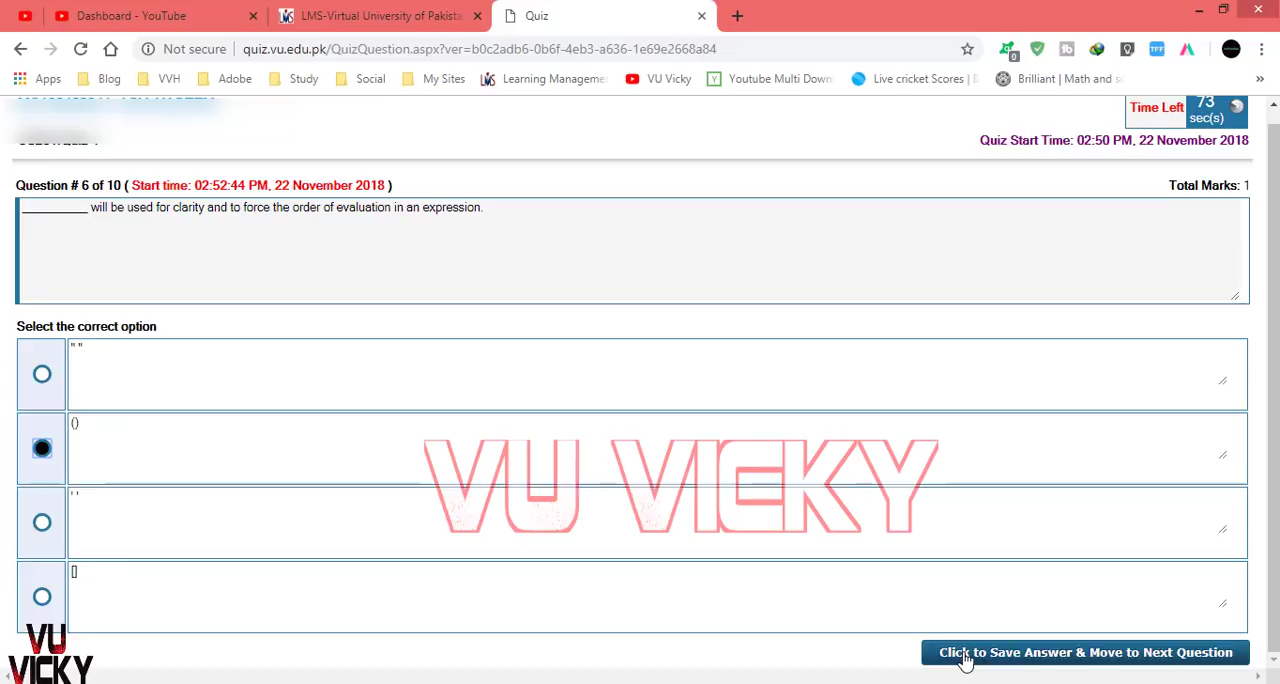 Dashboard - YouTube
LMS-Virtual University of Pakista
Quiz
Not secure quiz.vu.edu.pk/QuizQuestion.aspx?ver=b0c2adb6-0b6f-4eb3-a636-1e69e2668a84
0
fb
TFF
Apps Blog VVH Adobe Study Social My Sites Learning Manageme VU Vicky Y Youtube Multi Down Live cricket Scores | B Brilliant | Math and s »
Time Left 73 sec(s)
Quiz Start Time: 02:50 PM, 22 November 2018
Question # 6 of 10 ( Start time: 02:52:44 PM, 22 November 2018 ) Total Marks: 1
__________ will be used for clarity and to force the order of evaluation in an expression.
Select the correct option
" "
()
' '
[]
VU VICKY
Click to Save Answer & Move to Next Question
VU
VICKY